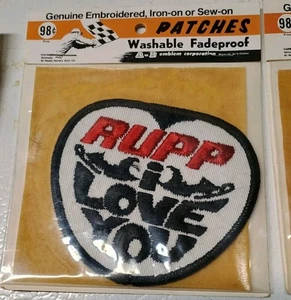 Genuine Embroidered, Iron-on or Sew-on
98¢
PATCHES
98
Washable Fadeproof
A-B emblem corporation
RUPP
i
LOVE
YOU